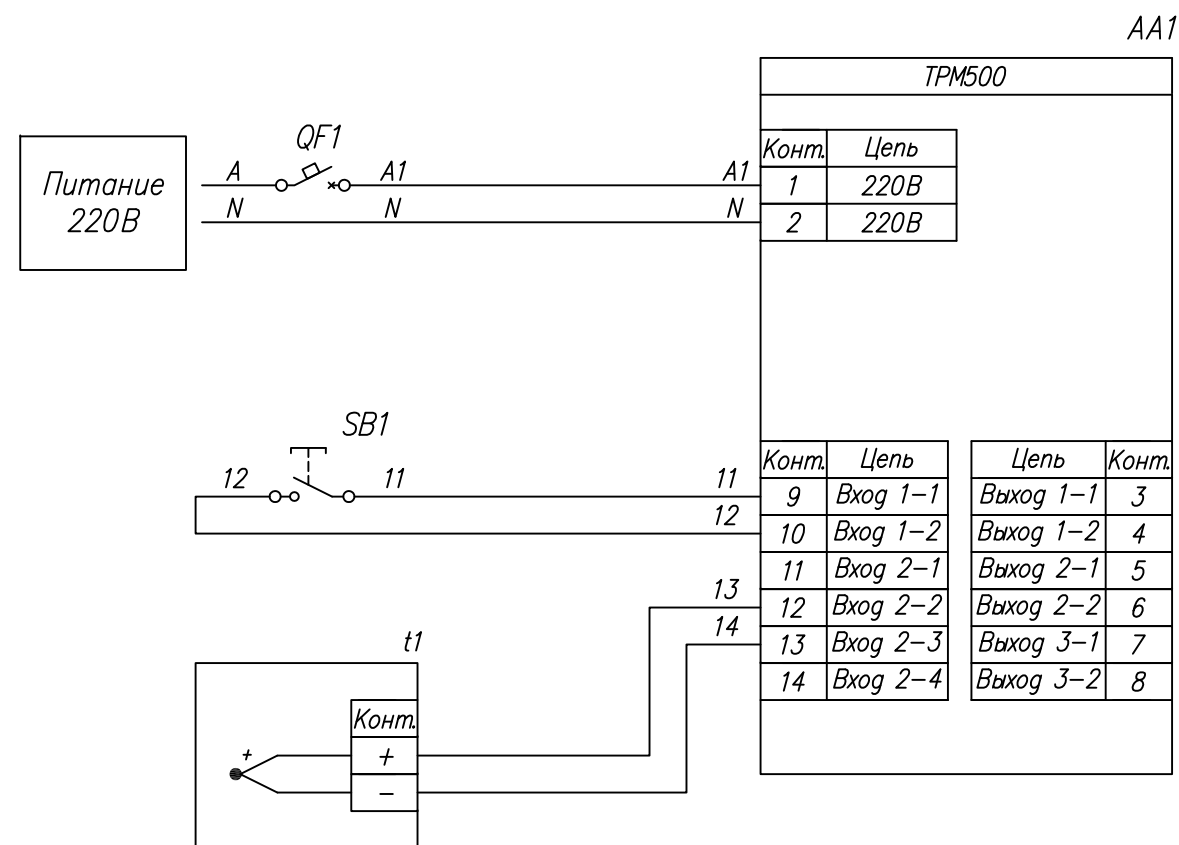 AA1
ТРМ500
QF1
Конт. Цепь
Питание
220В
A A1 A1 1 220В
N N N 2 220В
SB1
Конт. Цепь Цепь Конт.
12 11 11 9 Вход 1-1 Выход 1-1 3
12 10 Вход 1-2 Выход 1-2 4
11 Вход 2-1 Выход 2-1 5
13 12 Вход 2-2 Выход 2-2 6
14 13 Вход 2-3 Выход 3-1 7
t1
14 Вход 2-4 Выход 3-2 8
Конт.
+ +
-